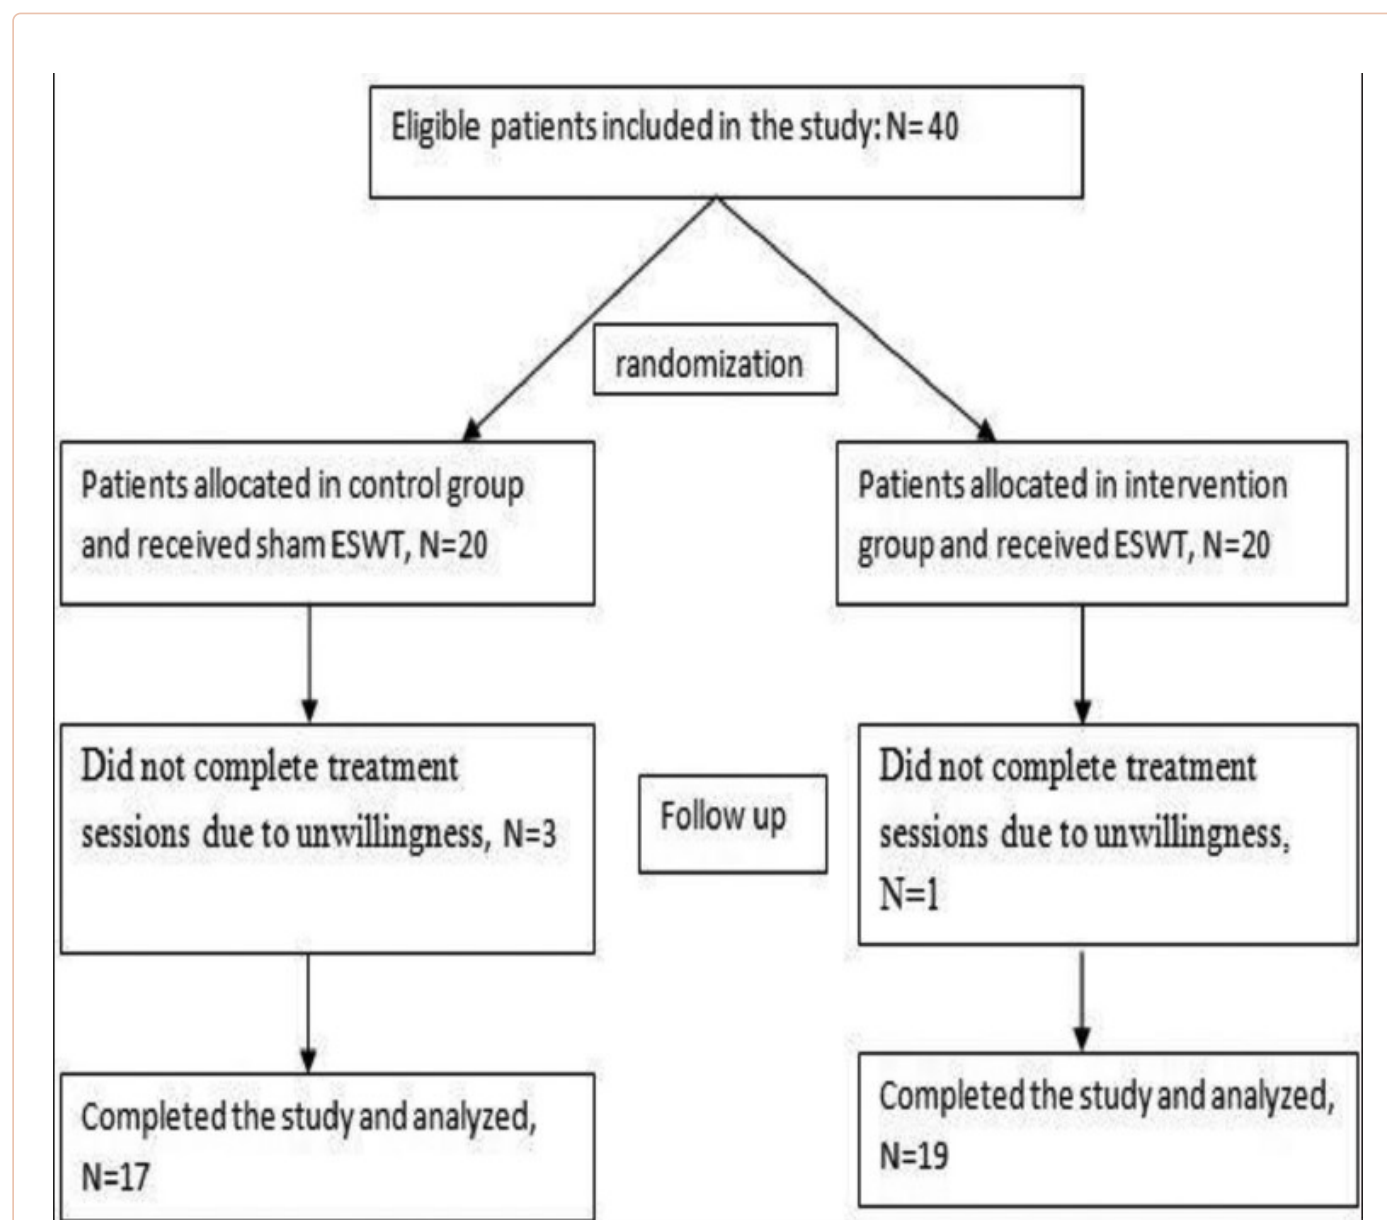 Eligible patients included in the study: N= 40
randomization
Patients allocated in control group
and received sham ESWT, N=20
Patients allocated in intervention
group and received ESWT, N=20
Did not complete treatment
sessions due to unwillingness, N=3
Follow up
Did not complete treatment
sessions due to unwillingness,
N=1
Completed the study and analyzed,
N=17
Completed the study and analyzed,
N=19